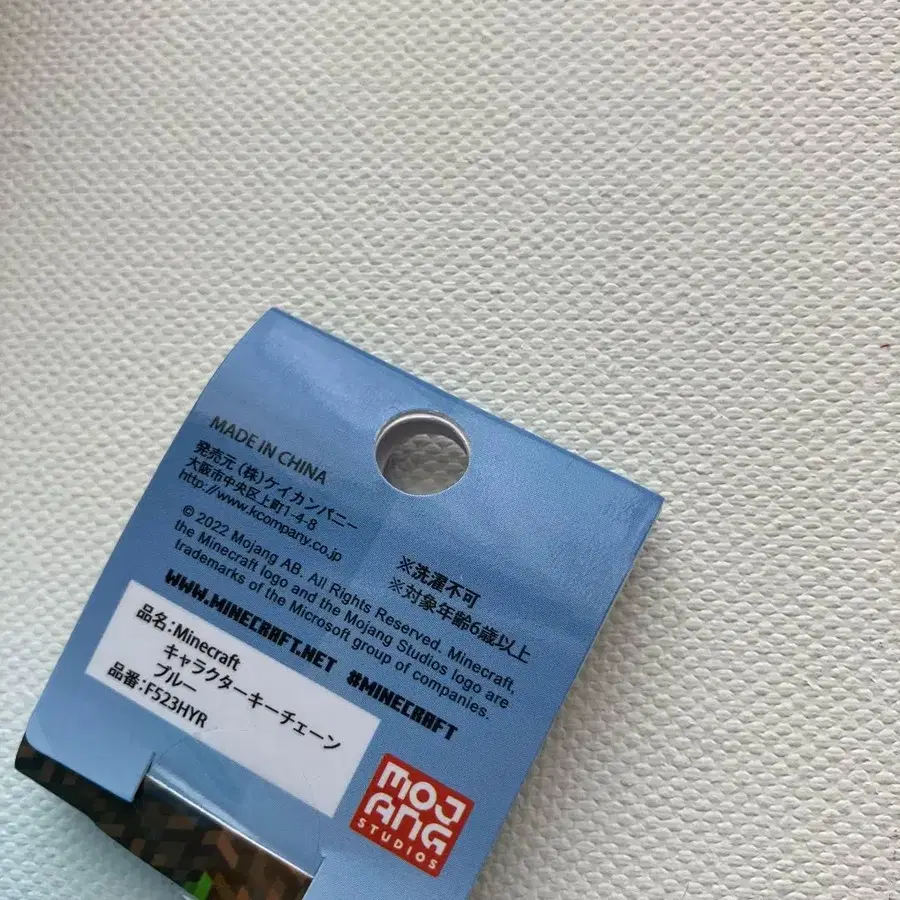 MADE IN CHINA
発売元 (株)ケイカンパニー
大阪市中央区上町1-4-8
http://www.kcompany.co.jp
※洗濯不可
※対象年齢6歳以上
© 2022 Mojang AB. All Rights Reserved. Minecraft,
the Minecraft logo and the Mojang Studios logo are
trademarks of the Microsoft group of companies.
WWW.MINECRAFT.NET #MINECRAFT
品名:Minecraft
キャラクターキーチェーン
ブルー
品番:F523HYR
MOJ
ANG
STUDIOS